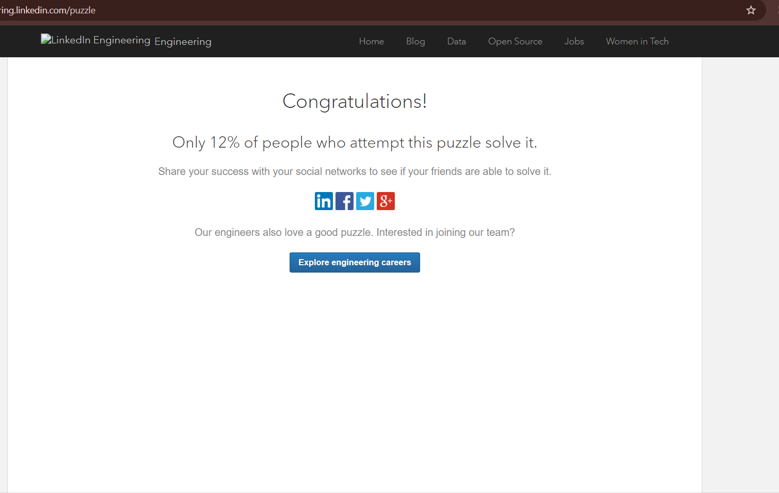 ring.linkedin.com/puzzle
LinkedIn Engineering Engineering Home Blog Data Open Source Jobs Women in Tech
Congratulations!
Only 12% of people who attempt this puzzle solve it.
Share your success with your social networks to see if your friends are able to solve it.
in f g+
Our engineers also love a good puzzle. Interested in joining our team?
Explore engineering careers